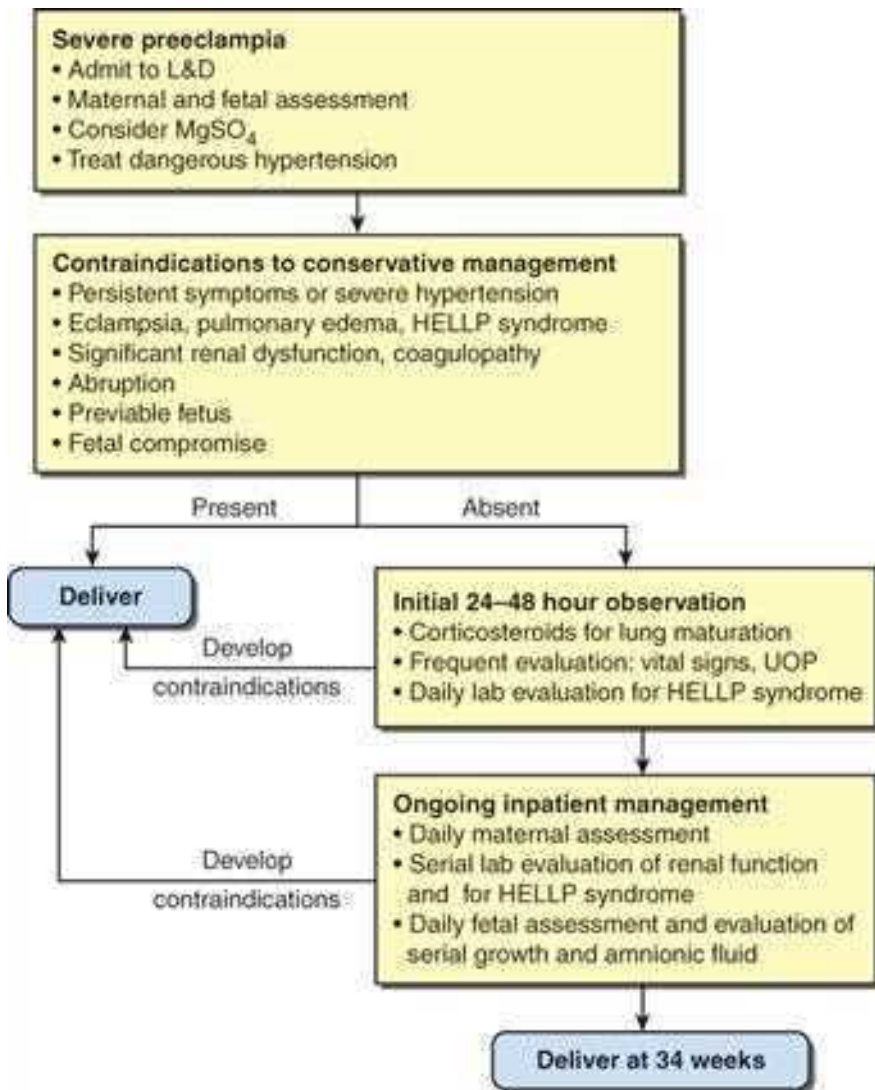 Severe preeclampsia
• Admit to L&D
• Maternal and fetal assessment
• Consider MgSO4
• Treat dangerous hypertension
Contraindications to conservative management
• Persistent symptoms or severe hypertension
• Eclampsia, pulmonary edema, HELLP syndrome
• Significant renal dysfunction, coagulopathy
• Abruption
• Previable fetus
• Fetal compromise
Present
Absent
Deliver
Initial 24–48 hour observation
• Corticosteroids for lung maturation
• Frequent evaluation: vital signs, UOP
• Daily lab evaluation for HELLP syndrome
Develop
contraindications
Ongoing inpatient management
• Daily maternal assessment
• Serial lab evaluation of renal function
and for HELLP syndrome
• Daily fetal assessment and evaluation of
serial growth and amnionic fluid
Develop
contraindications
Deliver at 34 weeks